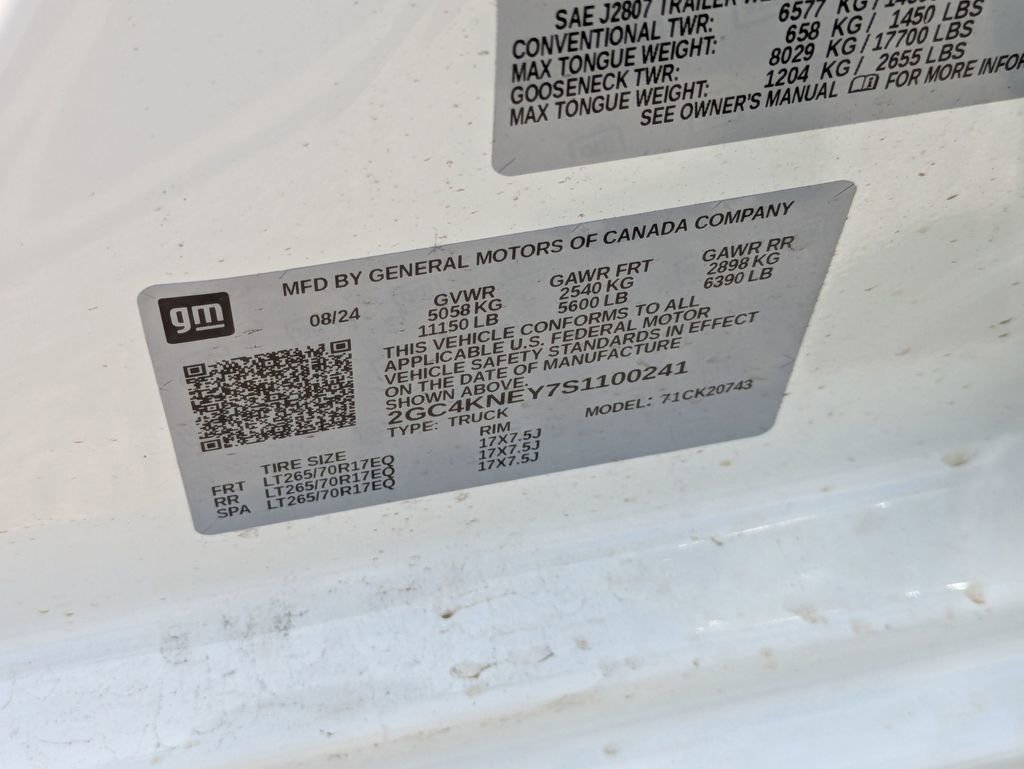 SAE J2807 TRAILER
CONVENTIONAL TWR: 6577 KG/
MAX TONGUE WEIGHT: 658 KG/ 1450 LBS
GOOSENECK TWR: 8029 KG/17700 LBS
MAX TONGUE WEIGHT: 1204 KG/ 2655 LBS
SEE OWNER'S MANUAL FOR MORE INFOR
MFD BY GENERAL MOTORS OF CANADA COMPANY
gm
08/24
GVWR GAWR FRT GAWR RR
5058 KG 2540 KG 2898 KG
11150 LB 5600 LB 6390 LB
THIS VEHICLE CONFORMS TO ALL
APPLICABLE U.S. FEDERAL MOTOR
VEHICLE SAFETY STANDARDS IN EFFECT
ON THE DATE OF MANUFACTURE
SHOWN ABOVE.
2GC4KNEY7S1100241
TYPE: TRUCK MODEL: 71CK20743
TIRE SIZE RIM
FRT LT265/70R17EQ 17X7.5J
RR LT265/70R17EQ 17X7.5J
SPA LT265/70R17EQ 17X7.5J